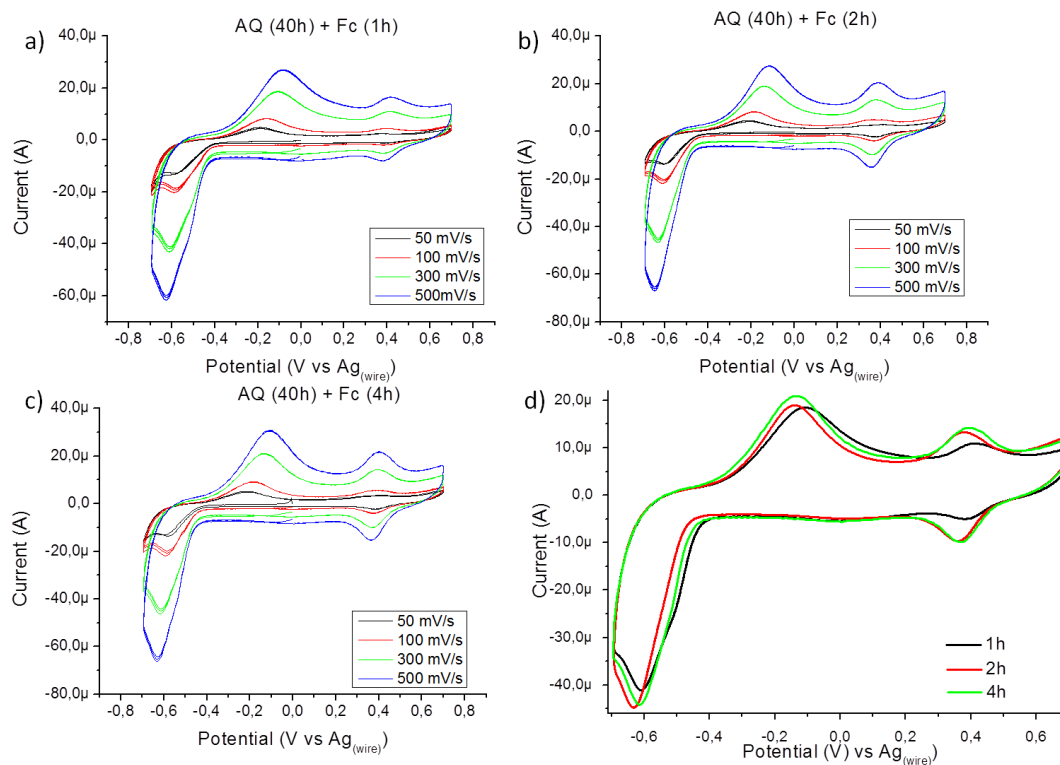 a)
AQ (40h) + Fc (1h)
40,0µ
20,0µ
0,0
-20,0µ
-40,0µ
-60,0µ
Current (A)
50 mV/s
100 mV/s
300 mV/s
500mV/s
-0,8 -0,6 -0,4 -0,2 0,0 0,2 0,4 0,6 0,8
Potential (V vs Ag(wire))
b)
AQ (40h) + Fc (2h)
40,0µ
20,0µ
0,0
-20,0µ
-40,0µ
-60,0µ
-80,0µ
Current (A)
50 mV/s
100 mV/s
300 mV/s
500 mV/s
-0,8 -0,6 -0,4 -0,2 0,0 0,2 0,4 0,6 0,8
Potential (V vs Ag(wire))
c)
AQ (40h) + Fc (4h)
40,0µ
20,0µ
0,0
-20,0µ
-40,0µ
-60,0µ
-80,0µ
Current (A)
50 mV/s
100 mV/s
300 mV/s
500 mV/s
-0,8 -0,6 -0,4 -0,2 0,0 0,2 0,4 0,6 0,8
Potential (V vs Ag(wire))
d)
20,0µ
10,0µ
0,0
-10,0µ
-20,0µ
-30,0µ
-40,0µ
Current (A)
1h
2h
4h
-0,6 -0,4 -0,2 0,0 0,2 0,4 0,6
Potential (V) vs Ag(wire)